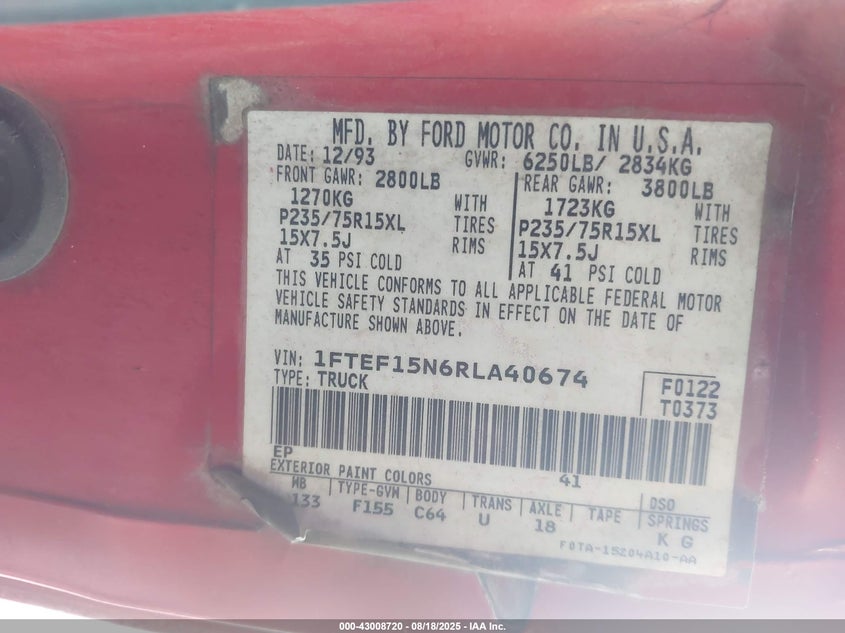 MFD. BY FORD MOTOR CO. IN U.S.A.
DATE: 12/93 GVWR: 6250LB/ 2834KG
FRONT GAWR: 2800LB REAR GAWR: 3800LB
1270KG WITH 1723KG WITH
P235/75R15XL TIRES P235/75R15XL TIRES
15X7.5J RIMS 15X7.5J RIMS
AT 35 PSI COLD AT 41 PSI COLD
THIS VEHICLE CONFORMS TO ALL APPLICABLE FEDERAL MOTOR
VEHICLE SAFETY STANDARDS IN EFFECT ON THE DATE OF
MANUFACTURE SHOWN ABOVE.
VIN: 1FTEF15N6RLA40674
TYPE: TRUCK
F0122
T0373
EP 41
EXTERIOR PAINT COLORS DSO
WB TYPE-GVM BODY TRANS AXLE TAPE SPRINGS
133 F155 C64 U 18 K G
F0TA-15204A10-AA
000-43008720 - 08/18/2025 - IAA Inc.